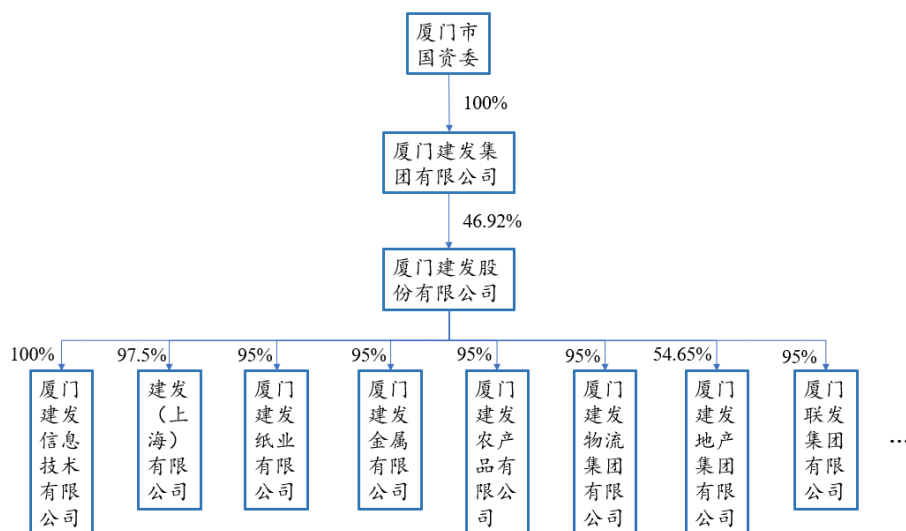 厦门市
国资委
100%
厦门建发集
团有限公司
46.92%
厦门建发股
份有限公司
100%
97.5%
95%
95%
95%
95%
54.65%
95%
厦门
建发
信息
技术
有限
公司
建发
（上
海）
有限
公司
厦门
建发
纸业
有限
公司
厦门
建发
金属
有限
公司
厦门
建发
农产
品有
限公
司
厦门
建发
物流
集团
有限
公司
厦门
建发
地产
集团
有限
公司
厦门
联发
集团
有限
公司
...